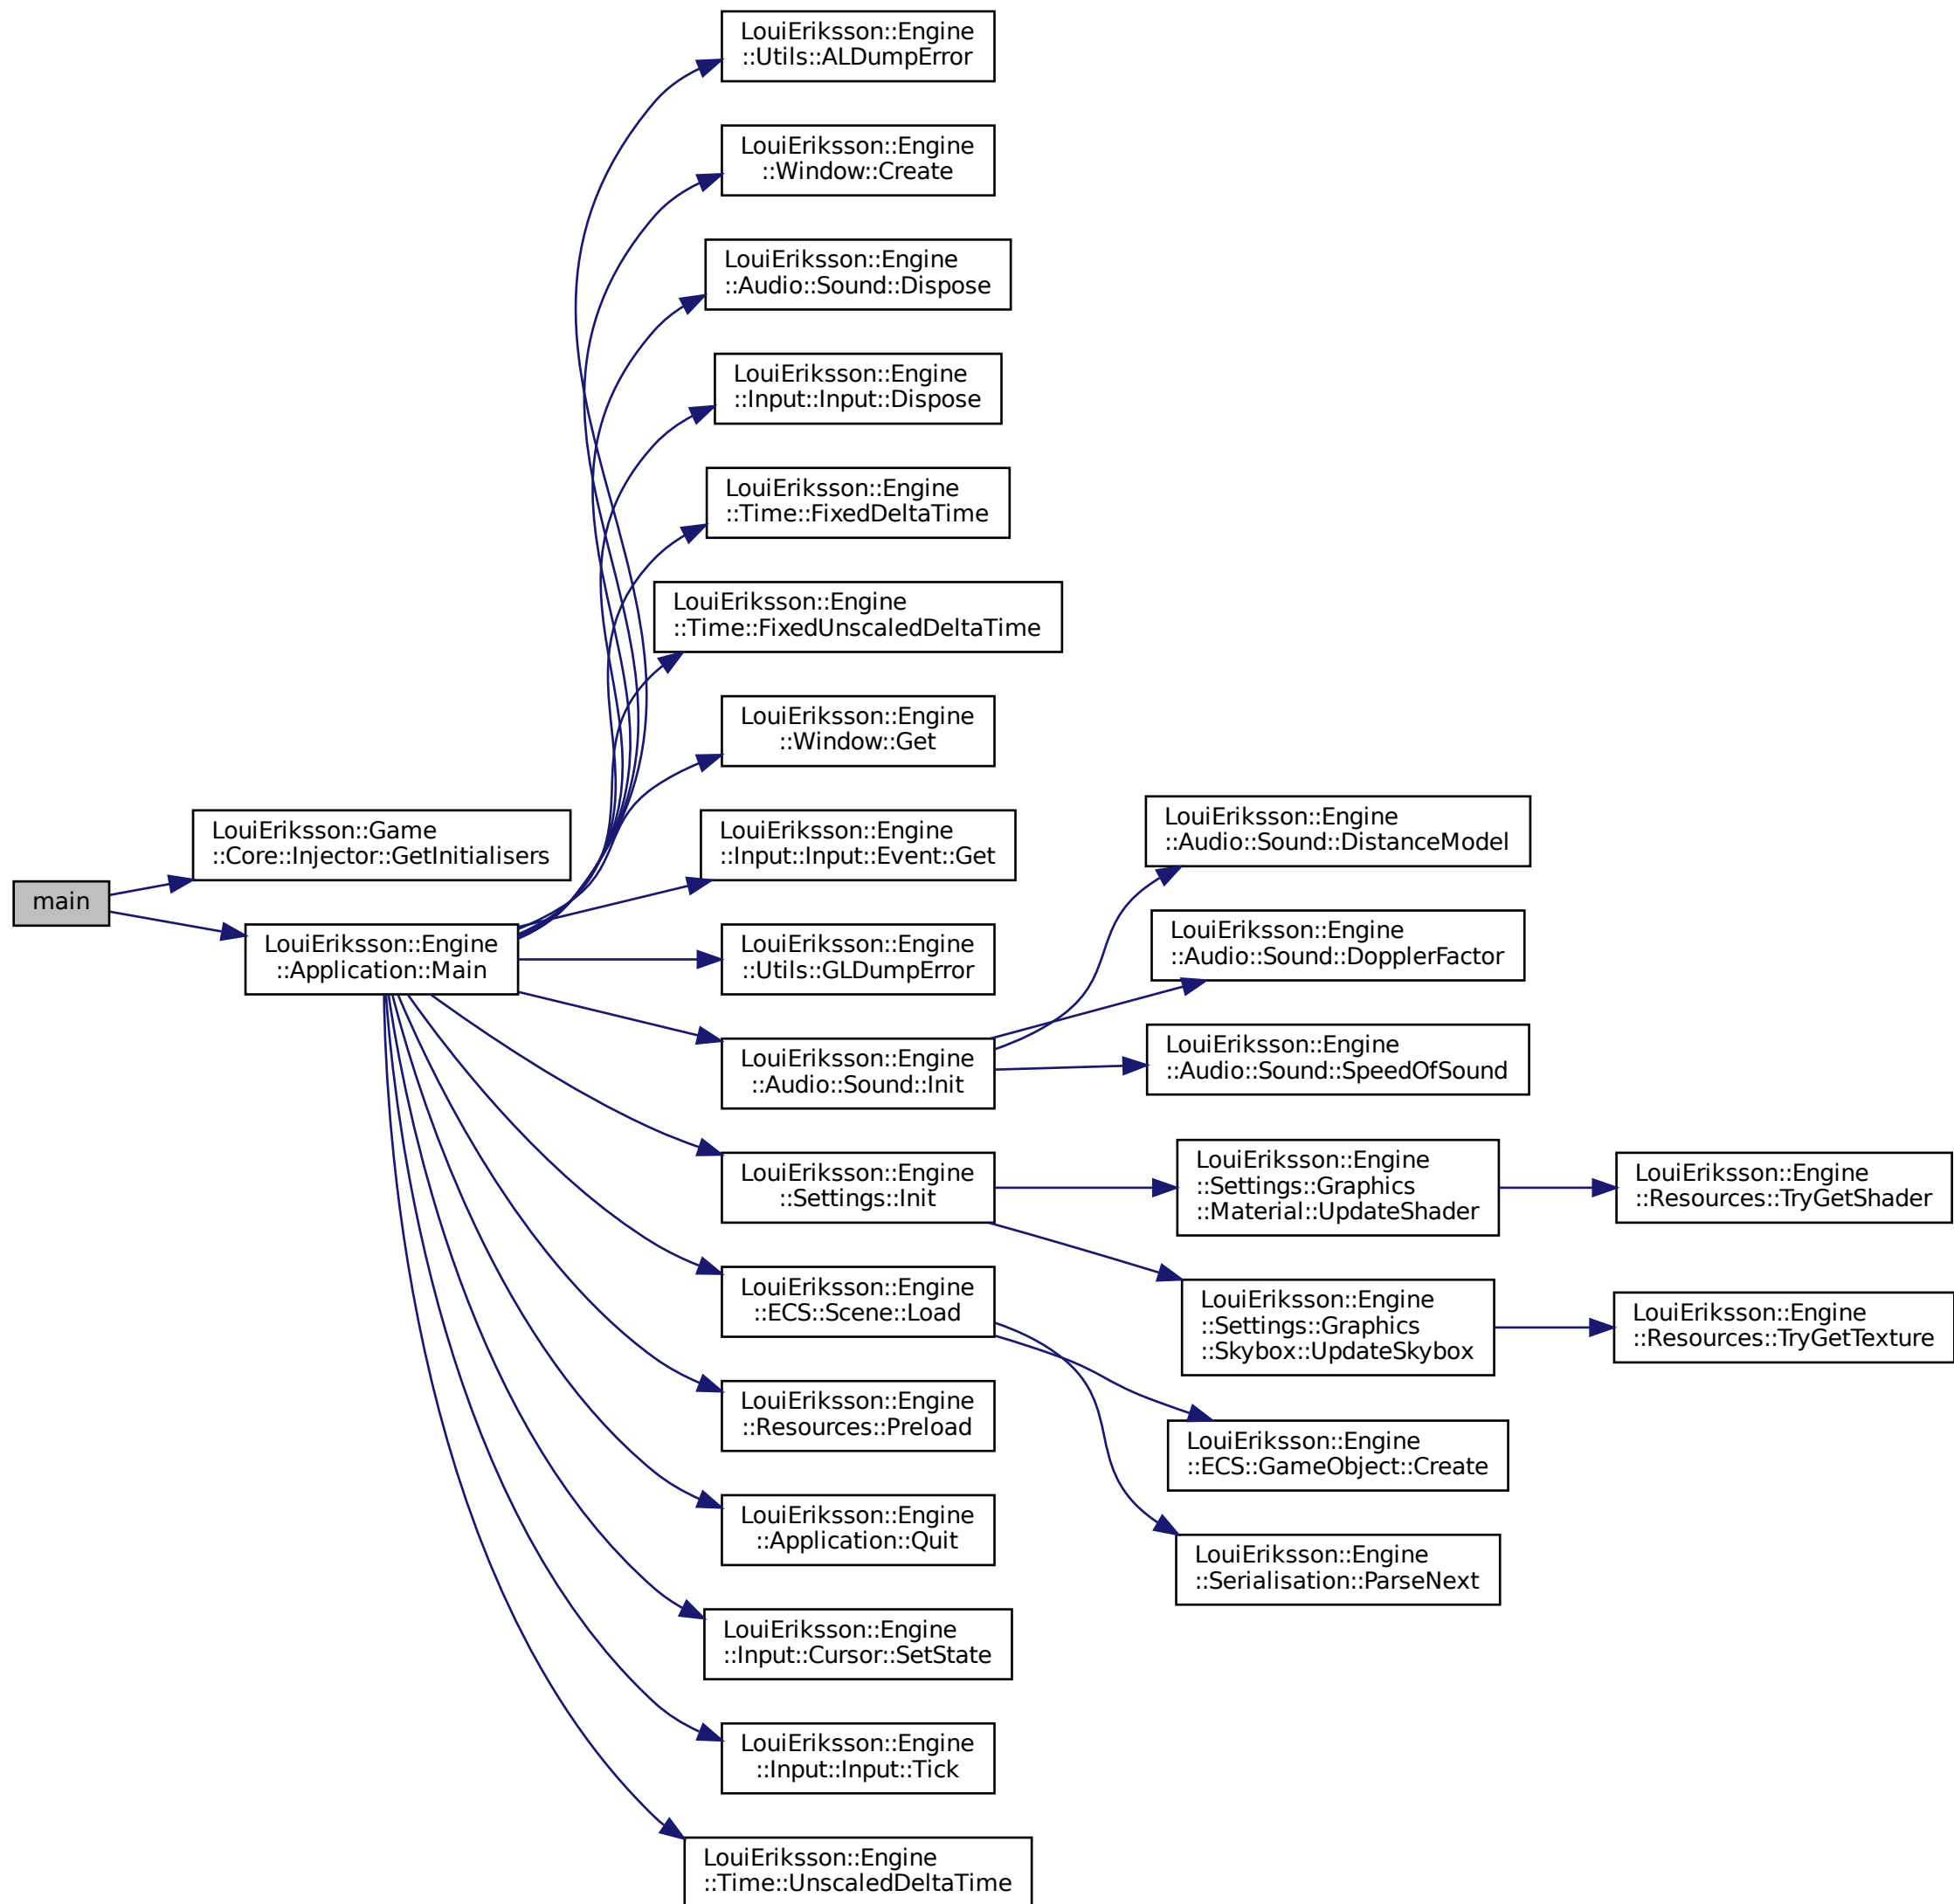 main
LouiEriksson::Game
::Core::Injector::GetInitialisers
LouiEriksson::Engine
::Application::Main
LouiEriksson::Engine
::Utils::ALDumpError
LouiEriksson::Engine
::Window::Create
LouiEriksson::Engine
::Audio::Sound::Dispose
LouiEriksson::Engine
::Input::Input::Dispose
LouiEriksson::Engine
::Time::FixedDeltaTime
LouiEriksson::Engine
::Time::FixedUnscaledDeltaTime
LouiEriksson::Engine
::Window::Get
LouiEriksson::Engine
::Input::Input::Event::Get
LouiEriksson::Engine
::Utils::GLDumpError
LouiEriksson::Engine
::Audio::Sound::Init
LouiEriksson::Engine
::Settings::Init
LouiEriksson::Engine
::ECS::Scene::Load
LouiEriksson::Engine
::Resources::Preload
LouiEriksson::Engine
::Application::Quit
LouiEriksson::Engine
::Input::Cursor::SetState
LouiEriksson::Engine
::Input::Input::Tick
LouiEriksson::Engine
::Time::UnscaledDeltaTime
LouiEriksson::Engine
::Audio::Sound::DistanceModel
LouiEriksson::Engine
::Audio::Sound::DopplerFactor
LouiEriksson::Engine
::Audio::Sound::SpeedOfSound
LouiEriksson::Engine
::Settings::Graphics
::Material::UpdateShader
LouiEriksson::Engine
::Settings::Graphics
::Skybox::UpdateSkybox
LouiEriksson::Engine
::ECS::GameObject::Create
LouiEriksson::Engine
::Serialisation::ParseNext
LouiEriksson::Engine
::Resources::TryGetShader
LouiEriksson::Engine
::Resources::TryGetTexture